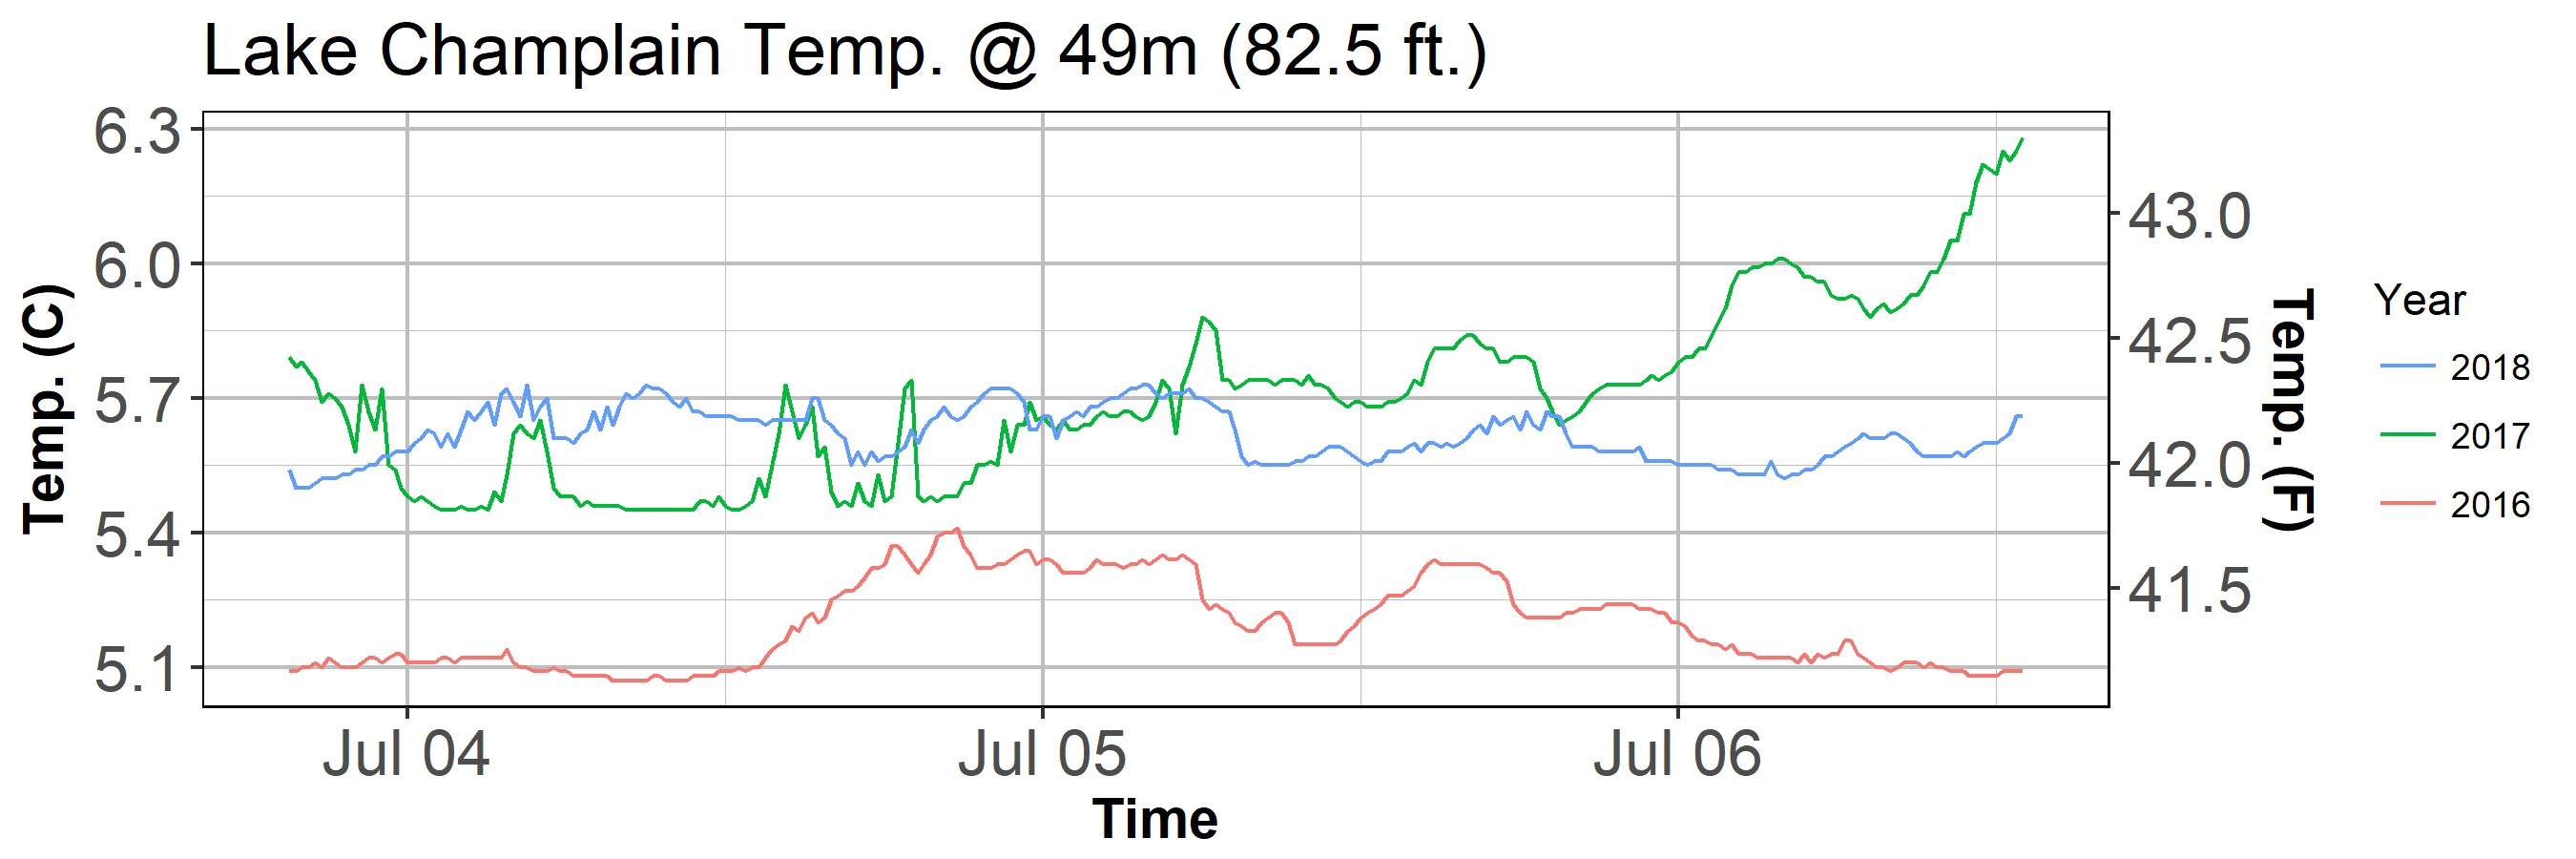 Lake Champlain Temp. @ 49m (82.5 ft.)
Temp. (C)
6.3
6.0
5.7
5.4
5.1
43.0
42.5
42.0
41.5
Temp. (F)
Year
2018
2017
2016
Jul 04 Jul 05 Jul 06
Time